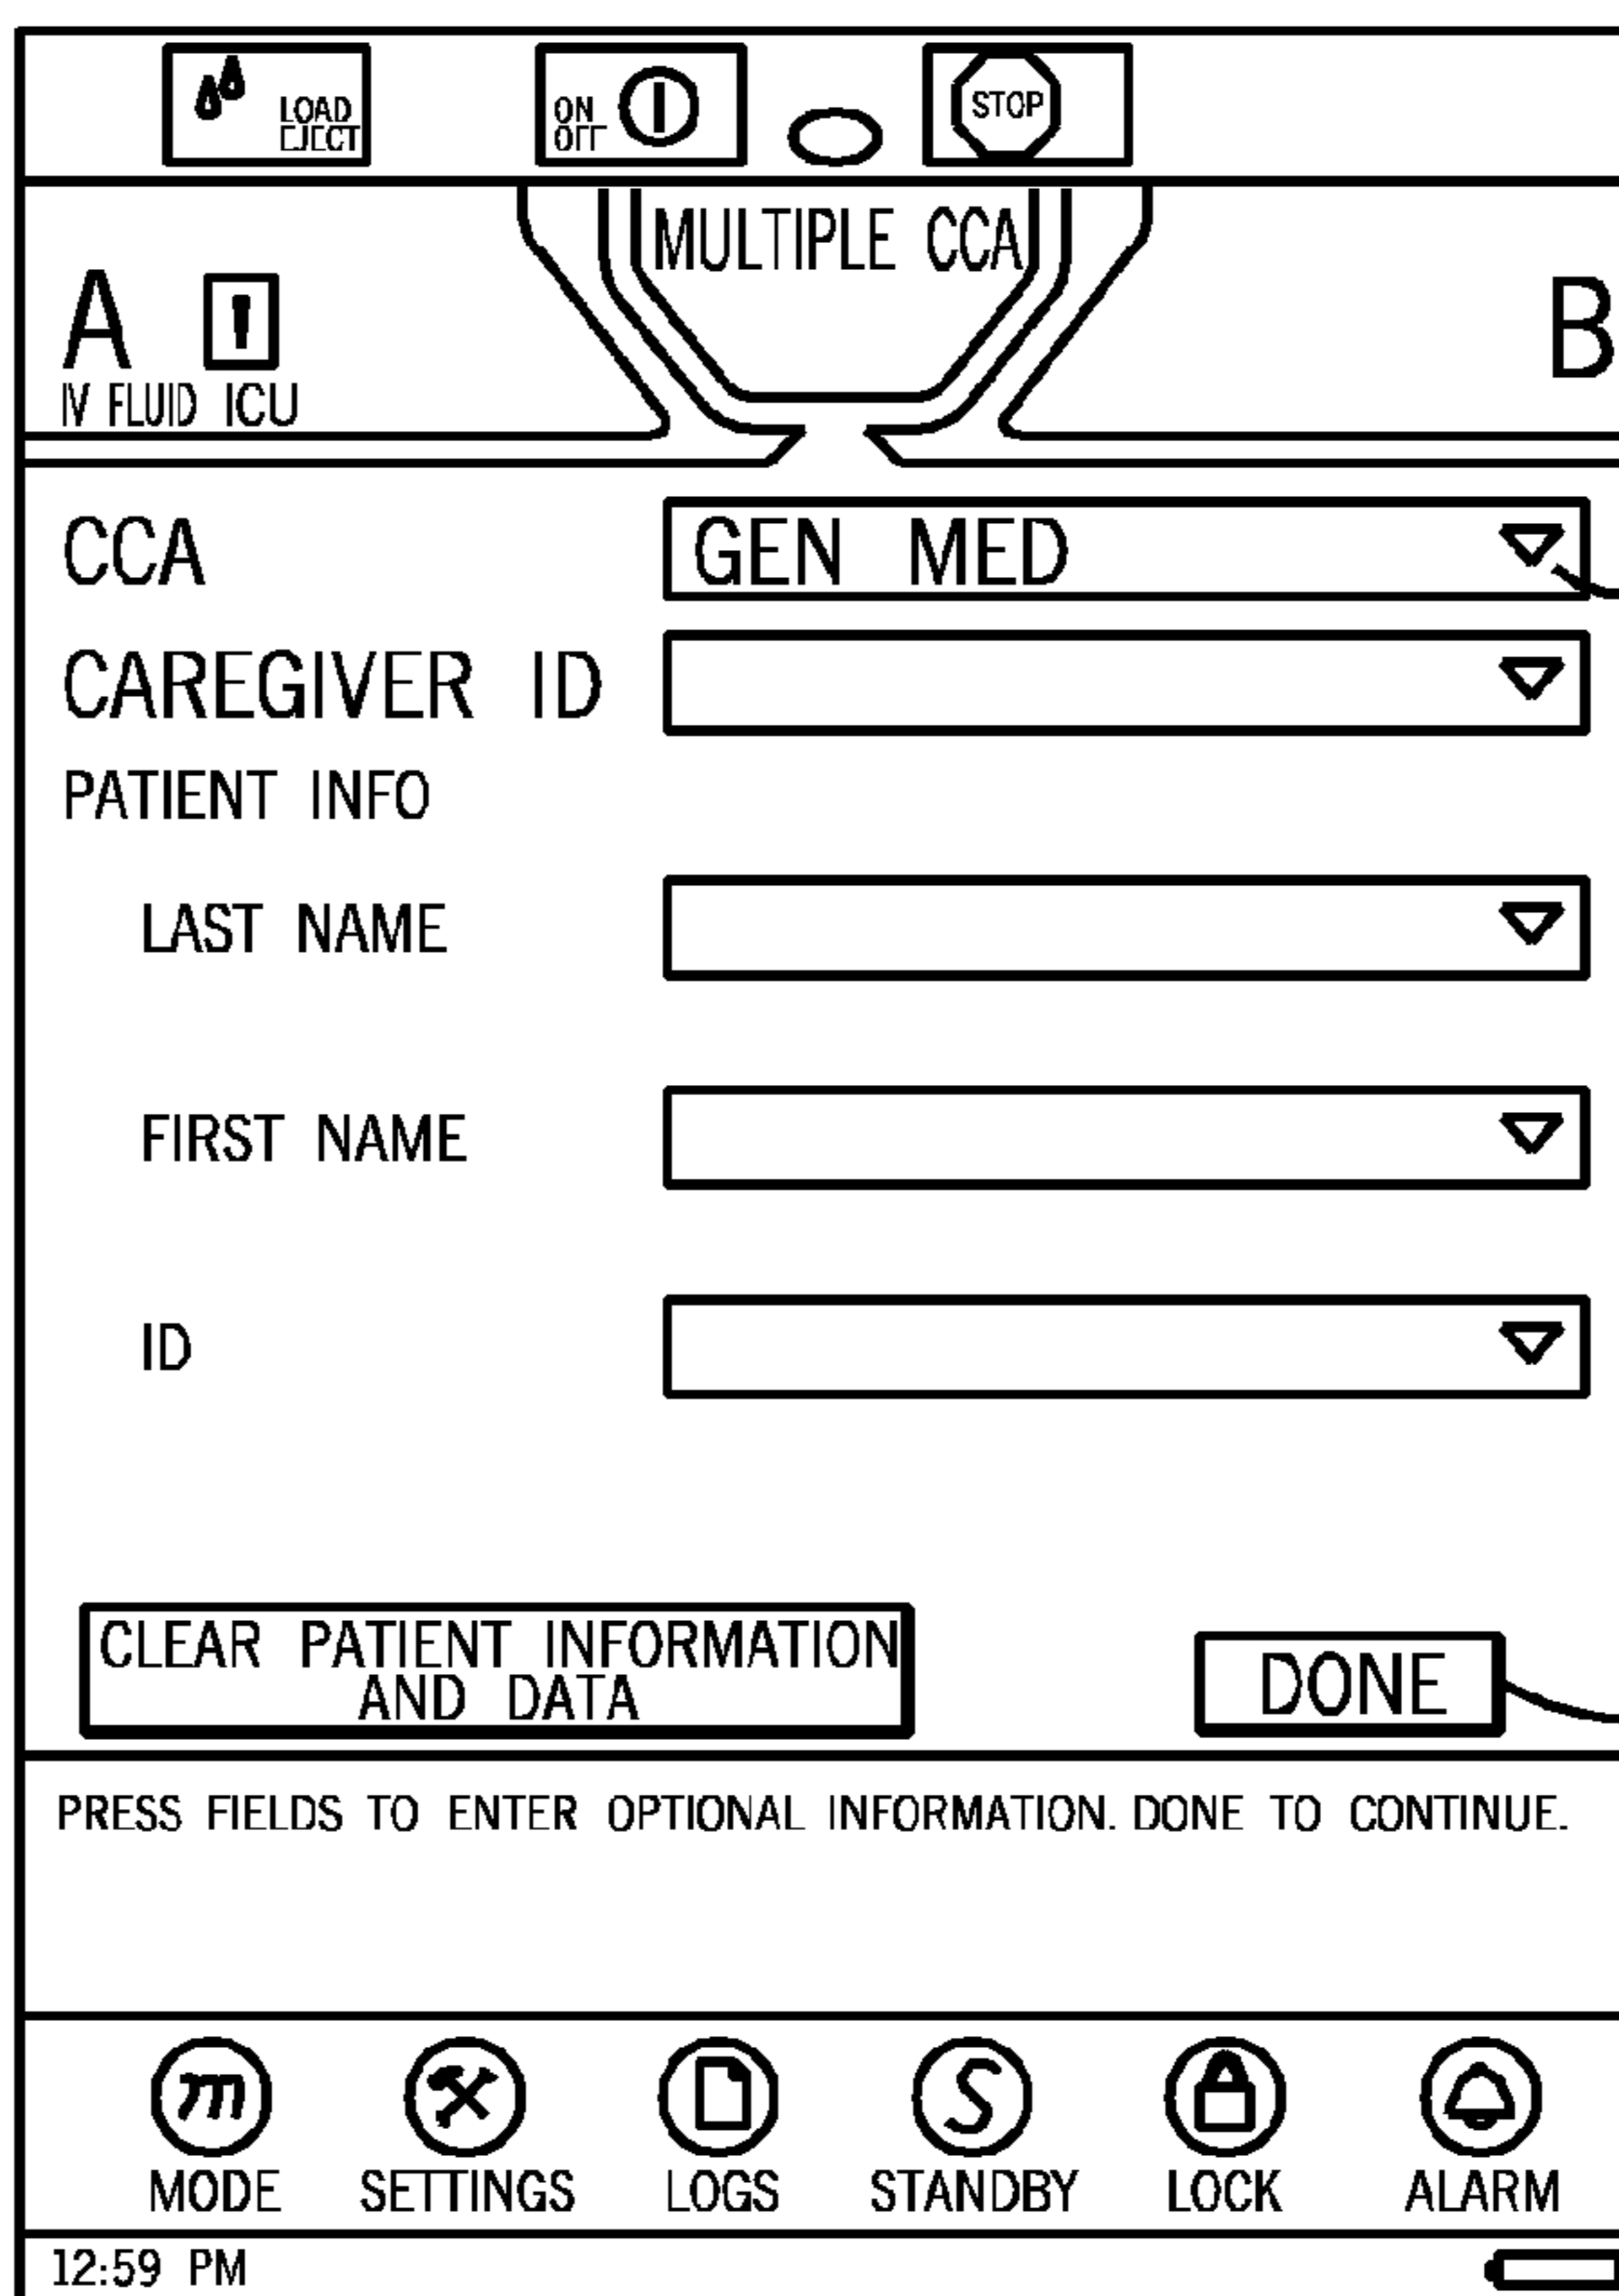 LOAD
EJECT
ON
OFF
STOP
MULTIPLE CCA
A
B
IV FLUID ICU
CCA GEN MED
CAREGIVER ID
PATIENT INFO
LAST NAME
FIRST NAME
ID
CLEAR PATIENT INFORMATION
AND DATA
DONE
PRESS FIELDS TO ENTER OPTIONAL INFORMATION. DONE TO CONTINUE.
m S
MODE SETTINGS LOGS STANDBY LOCK ALARM
12:59 PM